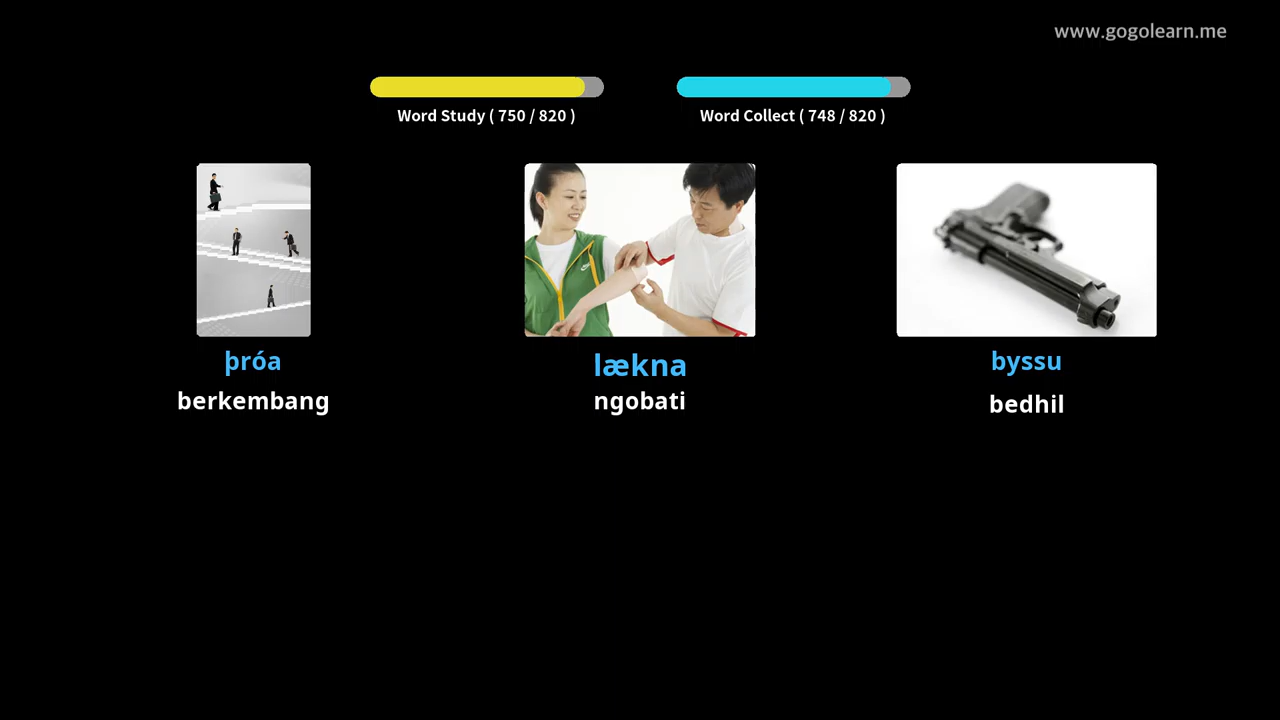 www.gogolearn.me
Word Study ( 750 / 820 )
Word Collect ( 748 / 820 )
þróa
berkembang
lækna
ngobati
byssu
bedhil